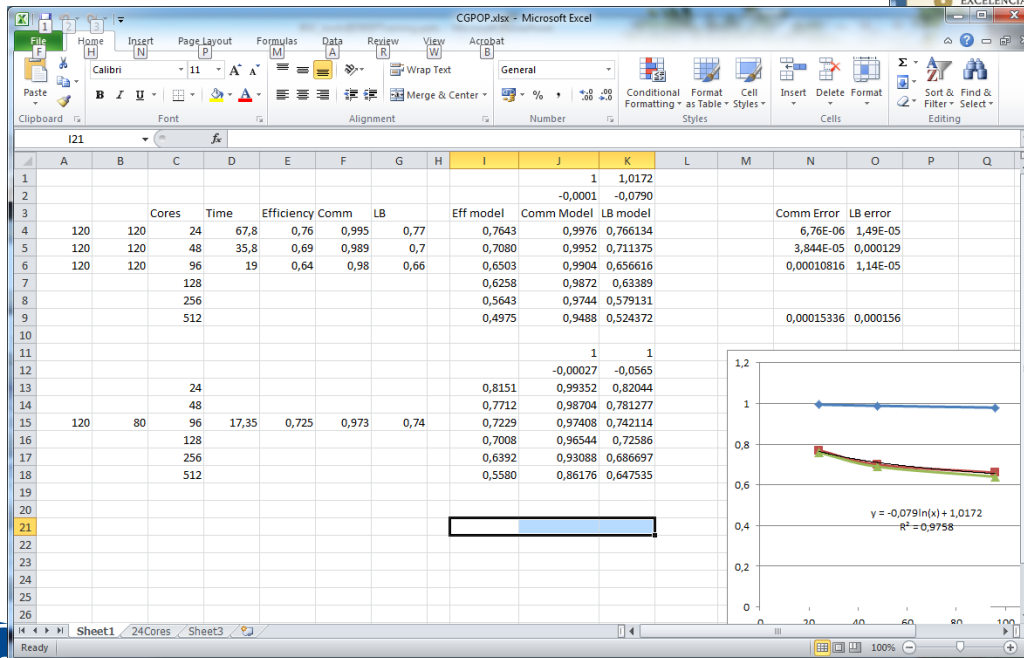 EXCELENCIA
CGPOP.xlsx - Microsoft Excel
1 2 3
File Home Insert Page Layout Formulas Data Review View Acrobat
F H N P M A R W B
Paste Calibri 11 A A Wrap Text General Conditional Formatting Format as Table Cell Styles Insert Delete Format Sort & Filter Find & Select
B I U A Merge & Center % , ,00 ,0
Clipboard Font Alignment Number Styles Cells Editing
I21 fx
A B C D E F G H I J K L M N O P Q
1 1 1,0172
2 -0,0001 -0,0790
3 Cores Time Efficiency Comm LB Eff model Comm Model LB model Comm Error LB error
4 120 120 24 67,8 0,76 0,995 0,77 0,7643 0,9976 0,766134 6,76E-06 1,49E-05
5 120 120 48 35,8 0,69 0,989 0,7 0,7080 0,9952 0,711375 3,844E-05 0,000129
6 120 120 96 19 0,64 0,98 0,66 0,6503 0,9904 0,656616 0,00010816 1,14E-05
7 128 0,6258 0,9872 0,63389
8 256 0,5643 0,9744 0,579131
9 512 0,4975 0,9488 0,524372 0,00015336 0,000156
10
11 1 1
12 -0,00027 -0,0565
13 24 0,8151 0,99352 0,82044
14 48 0,7712 0,98704 0,781277
15 120 80 96 17,35 0,725 0,973 0,74 0,7229 0,97408 0,742114
16 128 0,7008 0,96544 0,72586
17 256 0,6392 0,93088 0,686697
18 512 0,5580 0,86176 0,647535
19
20
21
22
23
24
25
26
1,2
1
0,8
0,6
y = -0,079ln(x) + 1,0172
R² = 0,9758
0,4
0,2
0
0 20 40 60 80 100
Sheet1 24Cores Sheet3
Ready 100%